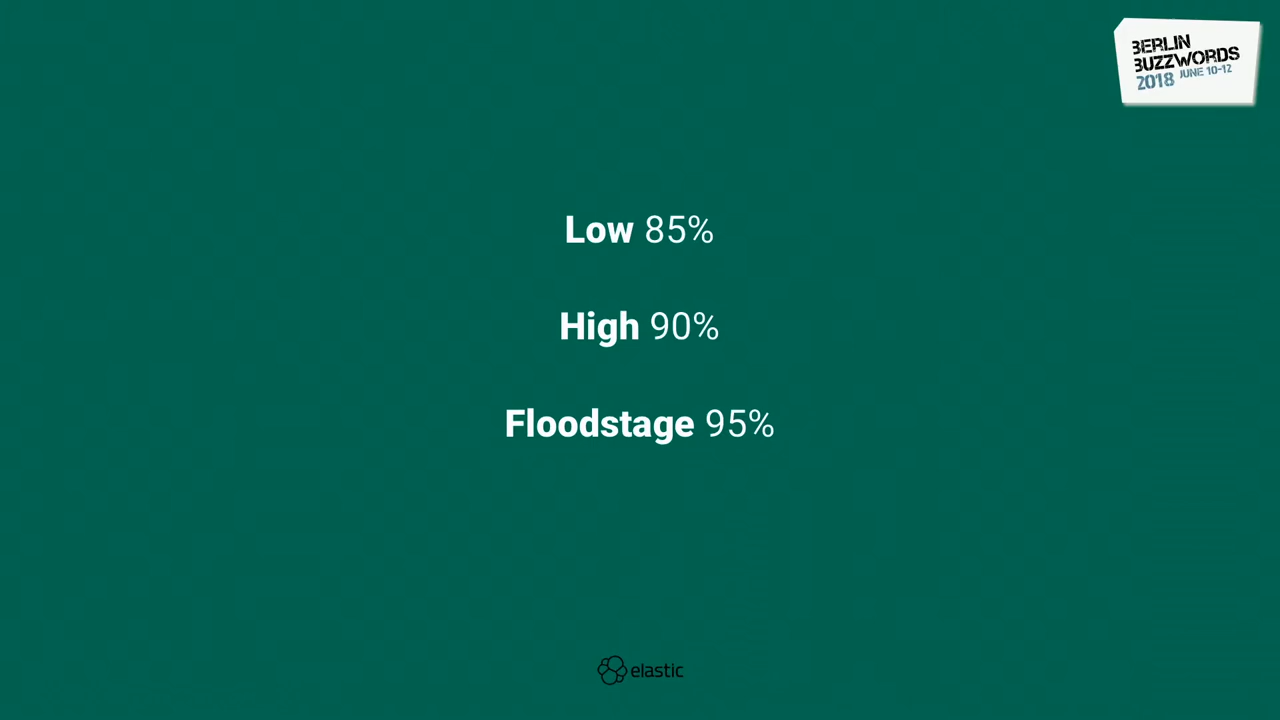 BERLIN
BUZZWORDS
2018 JUNE 10-12
Low 85%
High 90%
Floodstage 95%
elastic